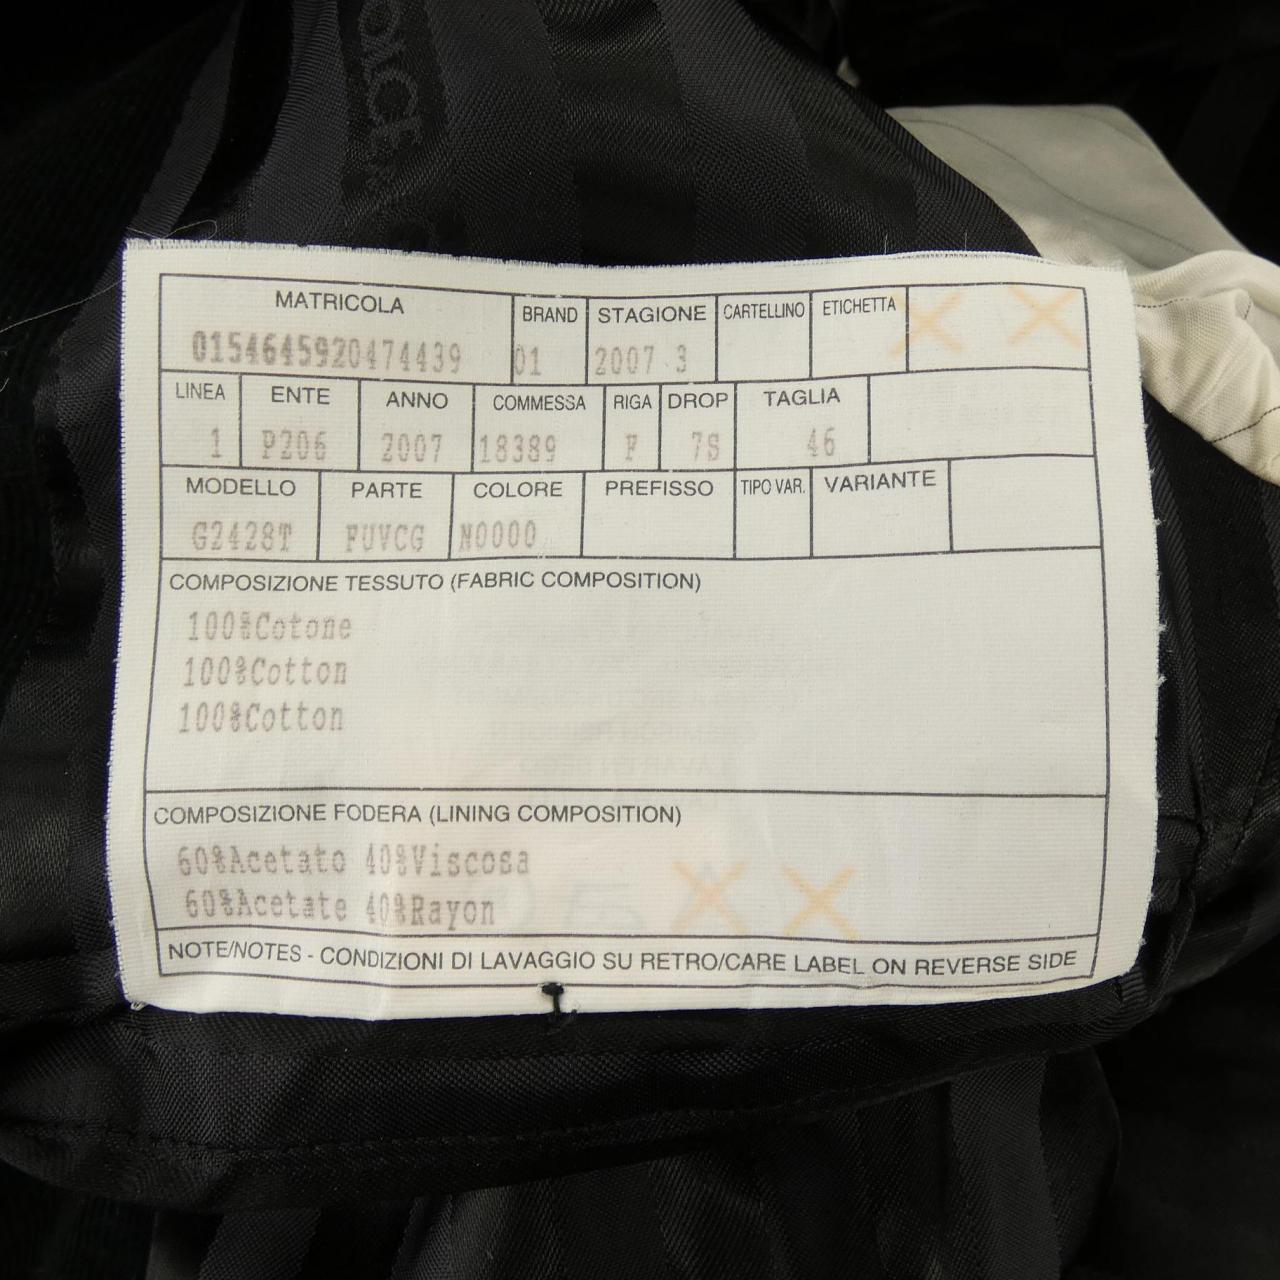 MATRICOLA BRAND STAGIONE CARTELLINO ETICHETTA
0154645920474439 01 2007 3
LINEA ENTE ANNO COMMESSA RIGA DROP TAGLIA
1 P206 2007 18389 F 7S 46
MODELLO PARTE COLORE PREFISSO TIPO VAR. VARIANTE
G2428T FUVCG N0000
COMPOSIZIONE TESSUTO (FABRIC COMPOSITION)
100%Cotone
100%Cotton
100%Cotton
COMPOSIZIONE FODERA (LINING COMPOSITION)
60%Acetato 40%Viscosa
60%Acetate 40%Rayon
NOTE/NOTES - CONDIZIONI DI LAVAGGIO SU RETRO/CARE LABEL ON REVERSE SIDE